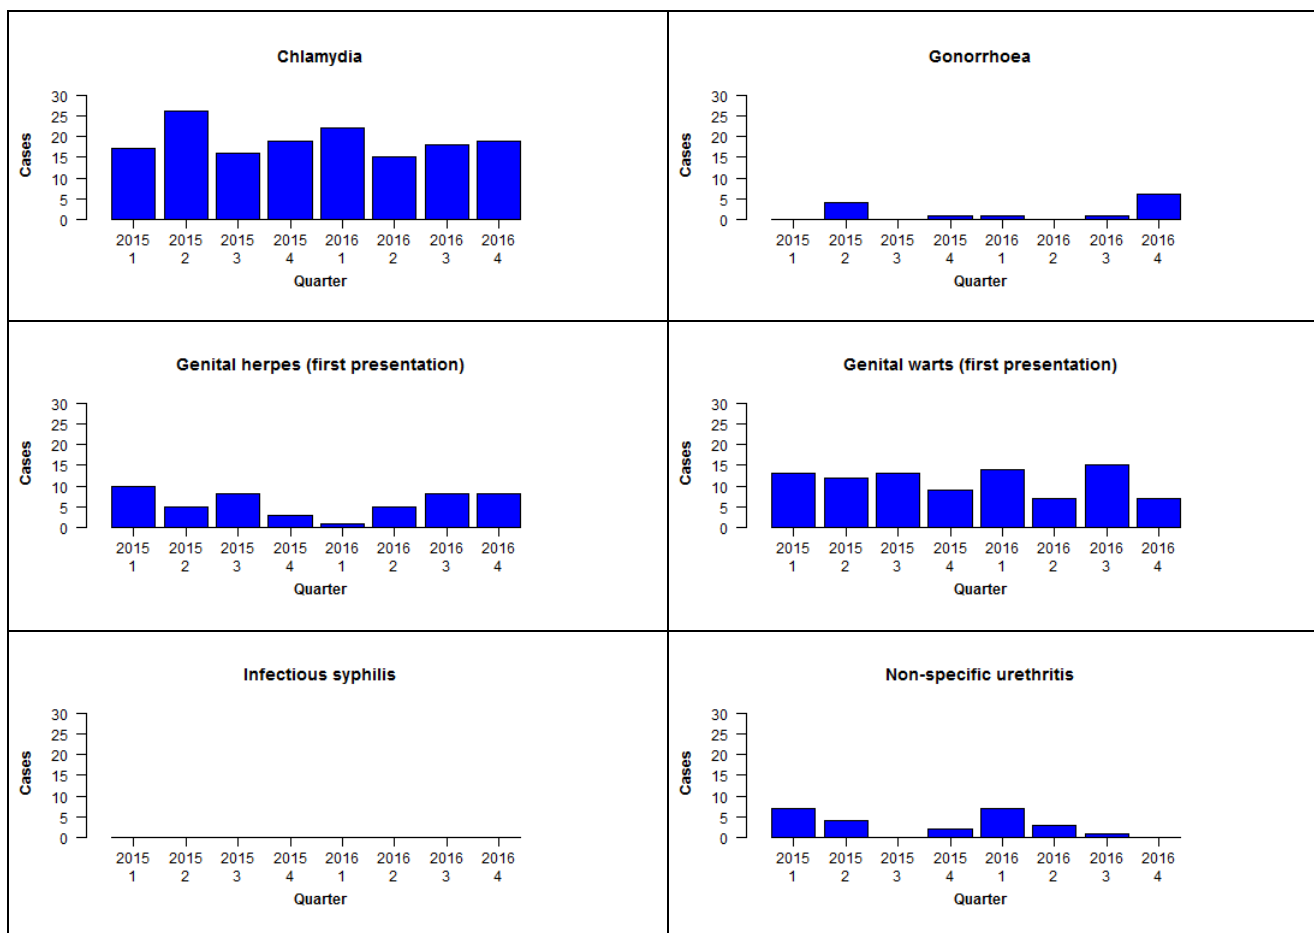 Chlamydia
30
25
20
15
10
5
0
Cases
2015 2015 2015 2015 2016 2016 2016 2016
1 2 3 4 1 2 3 4
Quarter
Gonorrhoea
30
25
20
15
10
5
0
Cases
2015 2015 2015 2015 2016 2016 2016 2016
1 2 3 4 1 2 3 4
Quarter
Genital herpes (first presentation)
30
25
20
15
10
5
0
Cases
2015 2015 2015 2015 2016 2016 2016 2016
1 2 3 4 1 2 3 4
Quarter
Genital warts (first presentation)
30
25
20
15
10
5
0
Cases
2015 2015 2015 2015 2016 2016 2016 2016
1 2 3 4 1 2 3 4
Quarter
Infectious syphilis
30
25
20
15
10
5
0
Cases
2015 2015 2015 2015 2016 2016 2016 2016
1 2 3 4 1 2 3 4
Quarter
Non-specific urethritis
30
25
20
15
10
5
0
Cases
2015 2015 2015 2015 2016 2016 2016 2016
1 2 3 4 1 2 3 4
Quarter